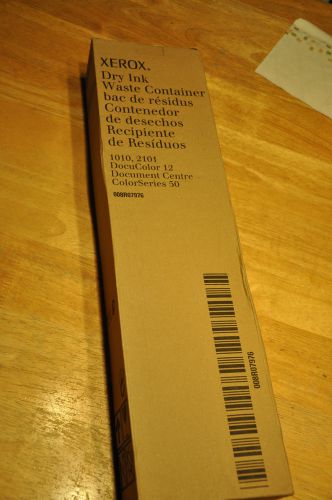 XEROX.
Dry Ink
Waste Container
bac de résidus
Contenedor
de desechos
Recipiente
de Resíduos
1010, 2101
DocuColor 12
Document Centre
ColorSeries 50
008R07976
008R07976